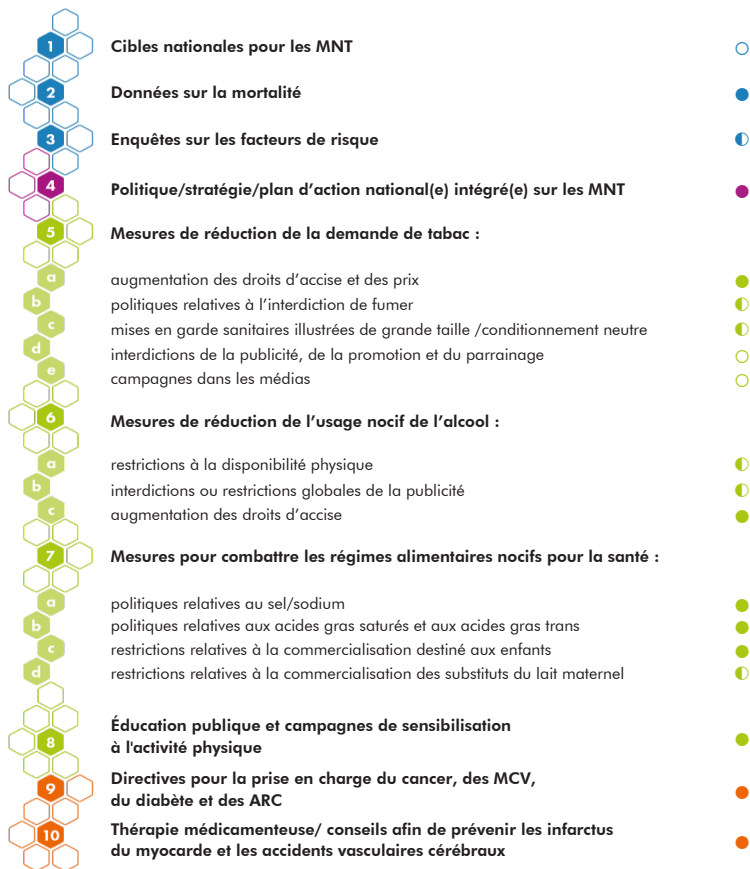 1 Cibles nationales pour les MNT
2 Données sur la mortalité
3 Enquêtes sur les facteurs de risque
4 Politique/stratégie/plan d’action national(e) intégré(e) sur les MNT
5 Mesures de réduction de la demande de tabac :
a augmentation des droits d’accise et des prix
b politiques relatives à l’interdiction de fumer
c mises en garde sanitaires illustrées de grande taille /conditionnement neutre
d interdictions de la publicité, de la promotion et du parrainage
e campagnes dans les médias
6 Mesures de réduction de l’usage nocif de l’alcool :
a restrictions à la disponibilité physique
b interdictions ou restrictions globales de la publicité
c augmentation des droits d’accise
7 Mesures pour combattre les régimes alimentaires nocifs pour la santé :
a politiques relatives au sel/sodium
b politiques relatives aux acides gras saturés et aux acides gras trans
c restrictions relatives à la commercialisation destiné aux enfants
d restrictions relatives à la commercialisation des substituts du lait maternel
8 Éducation publique et campagnes de sensibilisation
à l'activité physique
9 Directives pour la prise en charge du cancer, des MCV,
du diabète et des ARC
10 Thérapie médicamenteuse/ conseils afin de prévenir les infarctus
du myocarde et les accidents vasculaires cérébraux